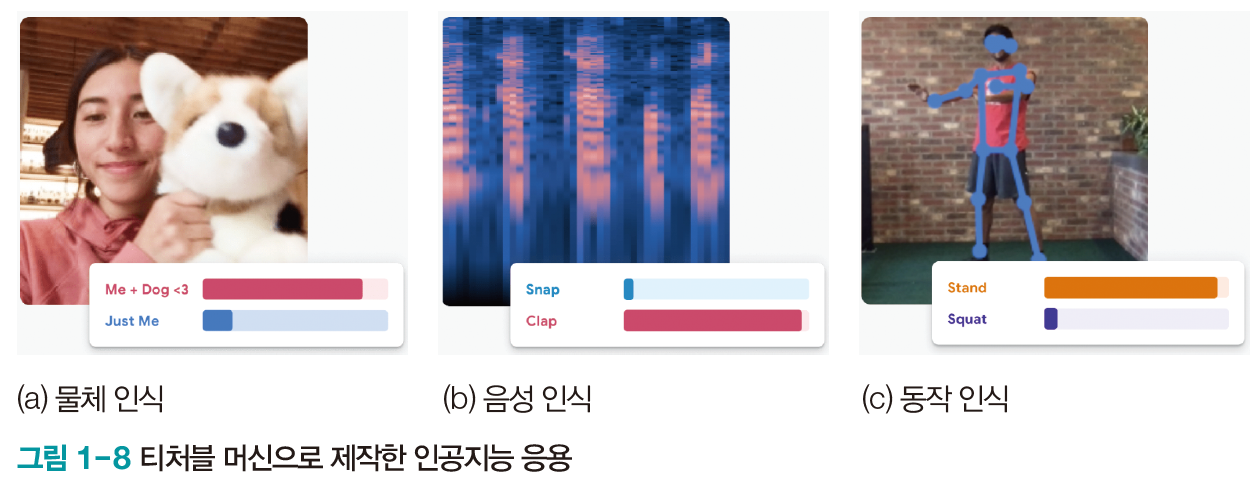 Me + Dog <3
Just Me
Snap
Clap
Stand
Squat
(a) 물체 인식
(b) 음성 인식
(c) 동작 인식
그림 1-8 티처블 머신으로 제작한 인공지능 응용